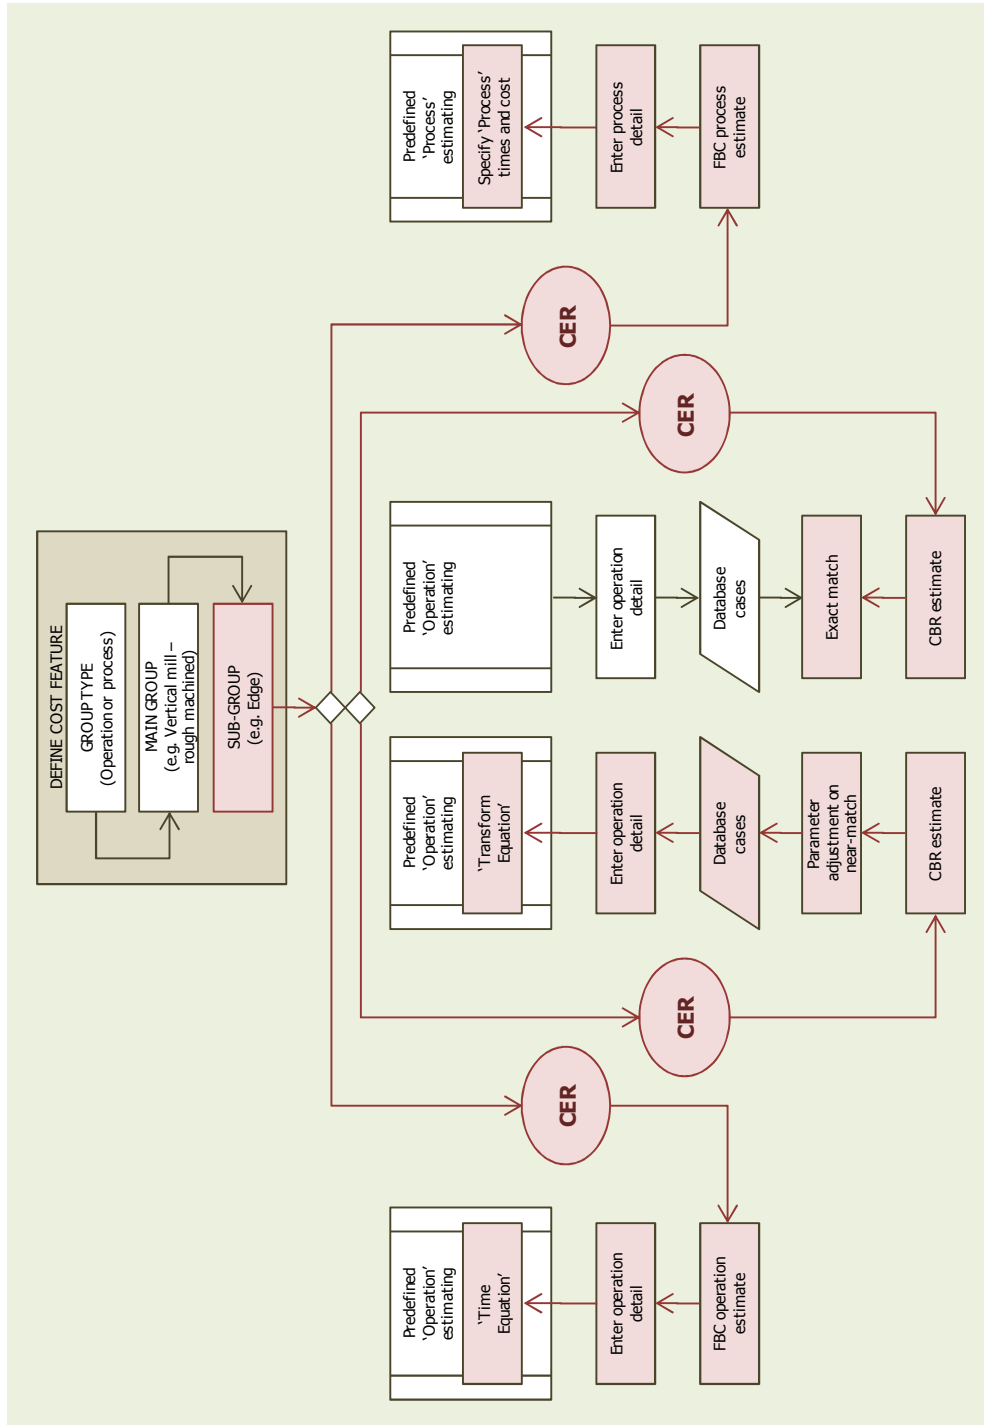 DEFINE COST FEATURE
GROUP TYPE
(Operation or process)
MAIN GROUP
(e.g. Vertical mill –
rough machined)
SUB-GROUP
(e.g. Edge)
Predefined
‘Operation’
estimating
‘Time
Equation’
Enter operation
detail
FBC operation
estimate
CER
CER
Predefined
‘Operation’
estimating
‘Transform
Equation’
Enter operation
detail
Database
cases
Parameter
adjustment on
near-match
CBR estimate
Predefined
‘Operation’
estimating
Enter operation
detail
Database
cases
Exact match
CBR estimate
CER
CER
Predefined
‘Process’
estimating
Specify ‘Process’
times and cost
Enter process
detail
FBC process
estimate